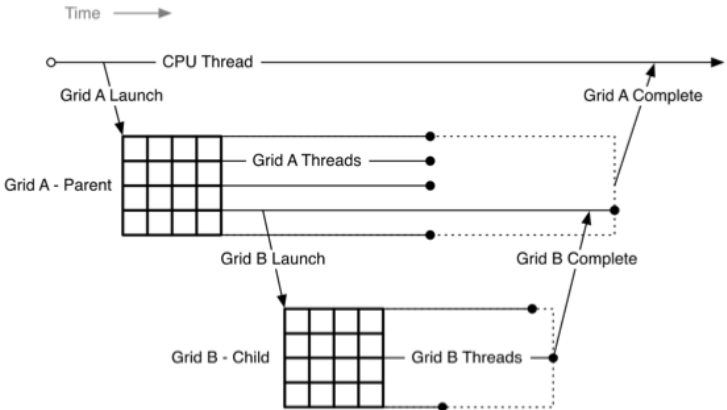 Time
CPU Thread
Grid A Launch
Grid A Complete
Grid A Threads
Grid A - Parent
Grid B Launch
Grid B Complete
Grid B - Child
Grid B Threads